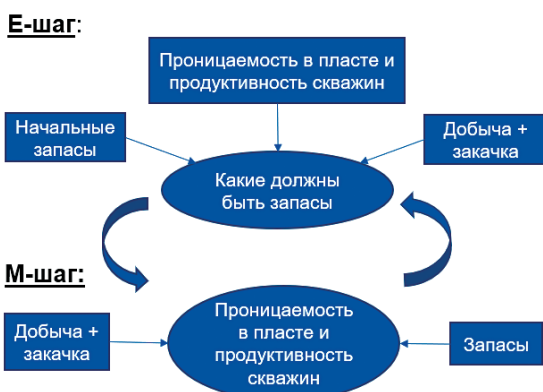 Е-шаг:
Проницаемость в пласте и
продуктивность скважин
Начальные
запасы
Добыча +
закачка
Какие должны
быть запасы
М-шаг:
Проницаемость
в пласте и
продуктивность
скважин
Добыча +
закачка
Запасы